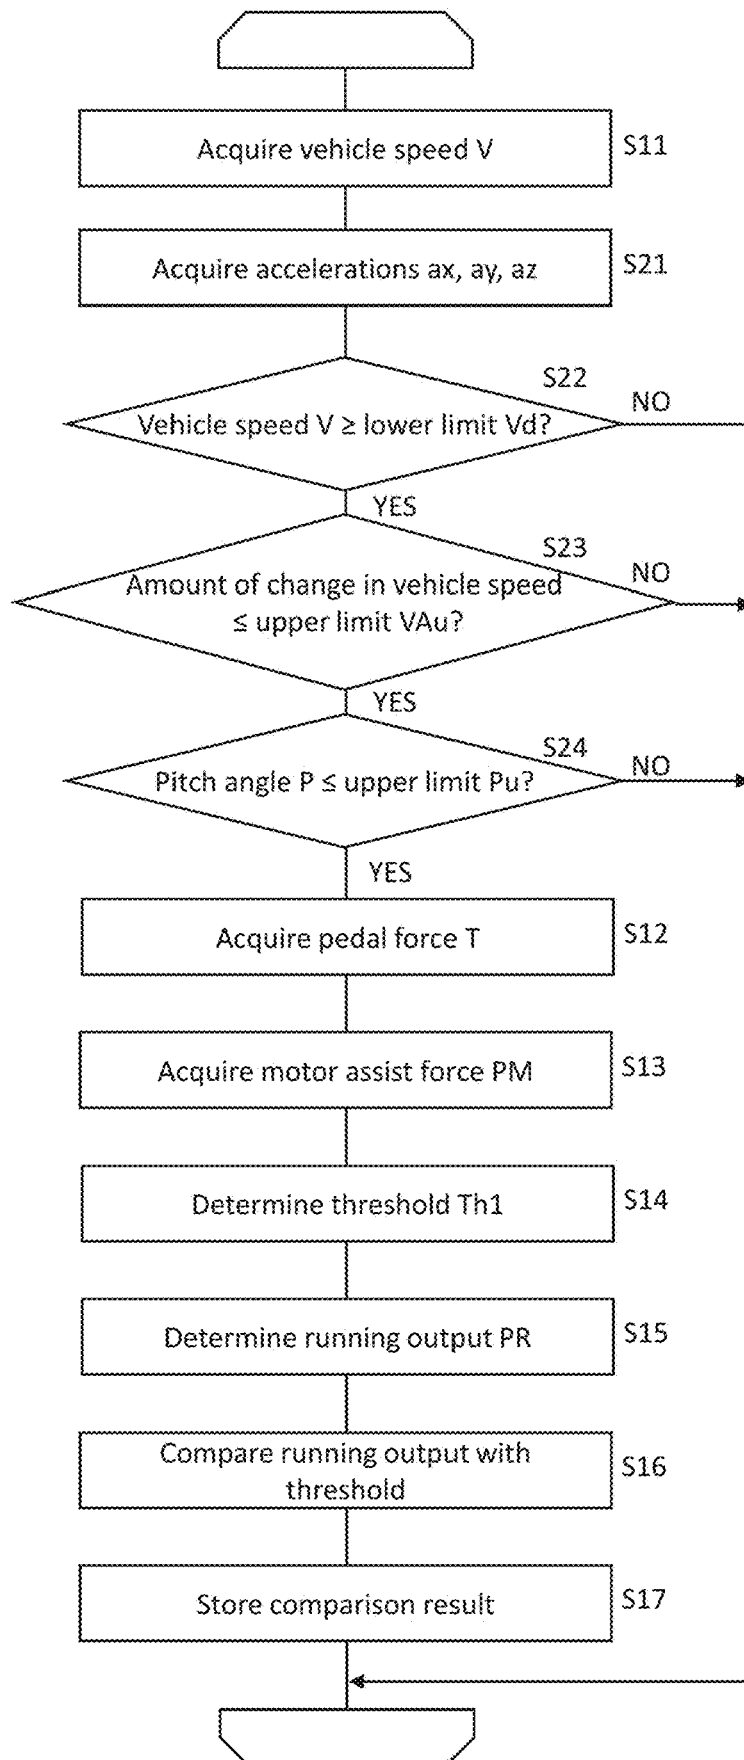 Acquire vehicle speed V
S11
Acquire accelerations ax, ay, az
S21
S22
Vehicle speed V ≥ lower limit Vd?
NO
YES
S23
Amount of change in vehicle speed
≤ upper limit VAu?
NO
YES
S24
Pitch angle P ≤ upper limit Pu?
NO
YES
Acquire pedal force T
S12
Acquire motor assist force PM
S13
Determine threshold Th1
S14
Determine running output PR
S15
Compare running output with
threshold
S16
Store comparison result
S17